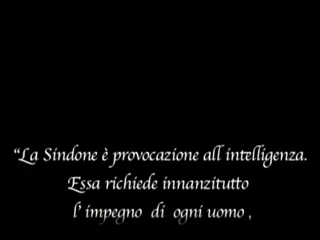 “La Sindone è provocazione all intelligenza.
Essa richiede innanzitutto
l' impegno di ogni uomo ,